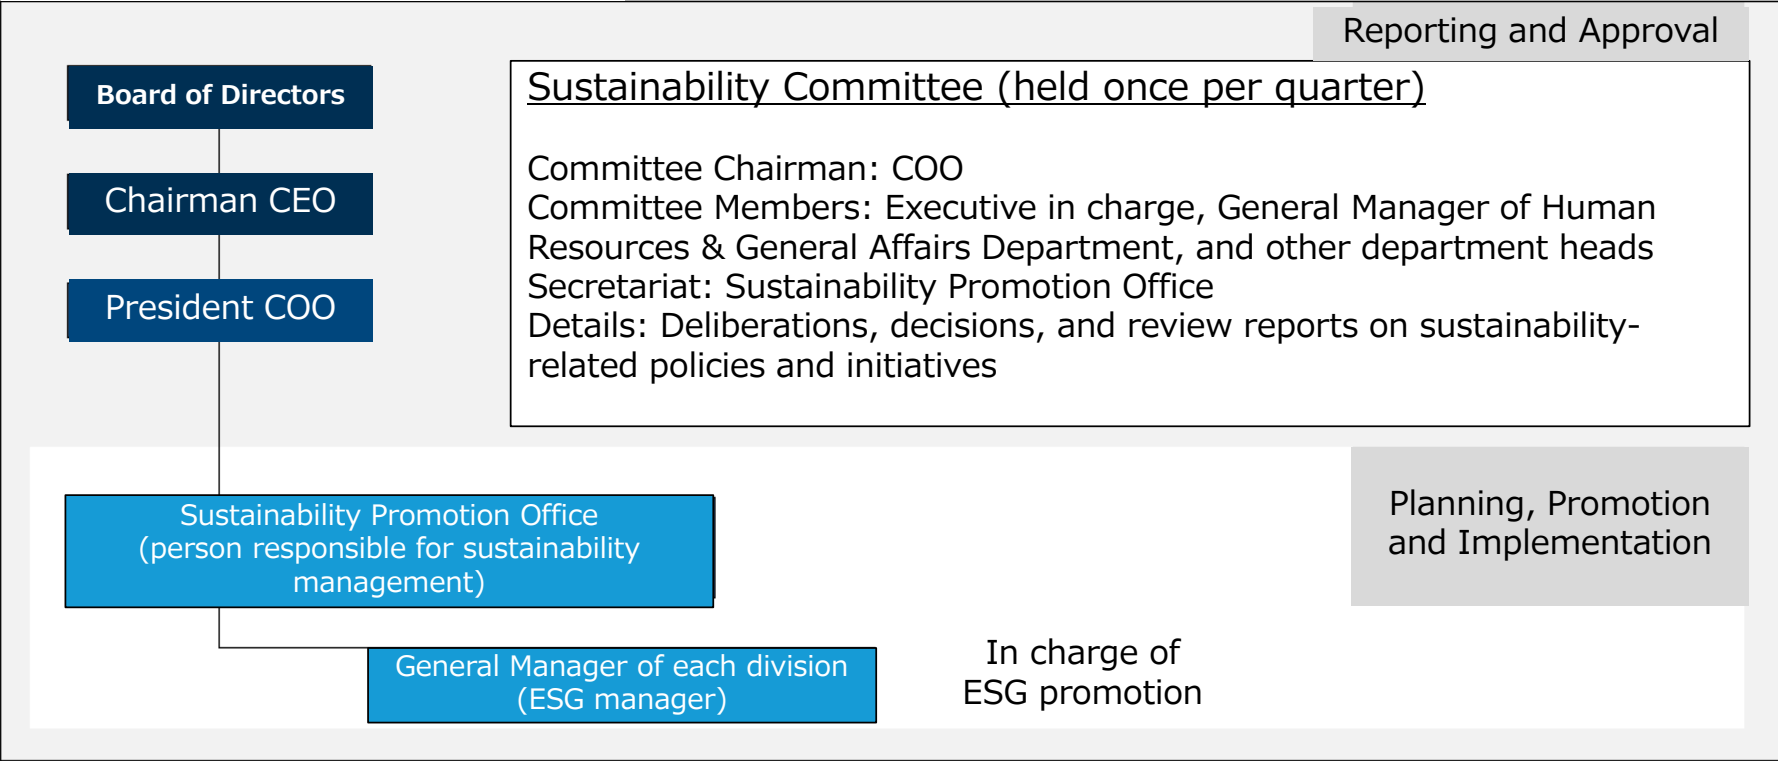 Reporting and Approval
Board of Directors
Chairman CEO
President COO
Sustainability Committee (held once per quarter)
Committee Chairman: COO
Committee Members: Executive in charge, General Manager of Human
Resources & General Affairs Department, and other department heads
Secretariat: Sustainability Promotion Office
Details: Deliberations, decisions, and review reports on sustainability-
related policies and initiatives
Planning, Promotion
and Implementation
Sustainability Promotion Office
(person responsible for sustainability
management)
General Manager of each division
(ESG manager)
In charge of
ESG promotion